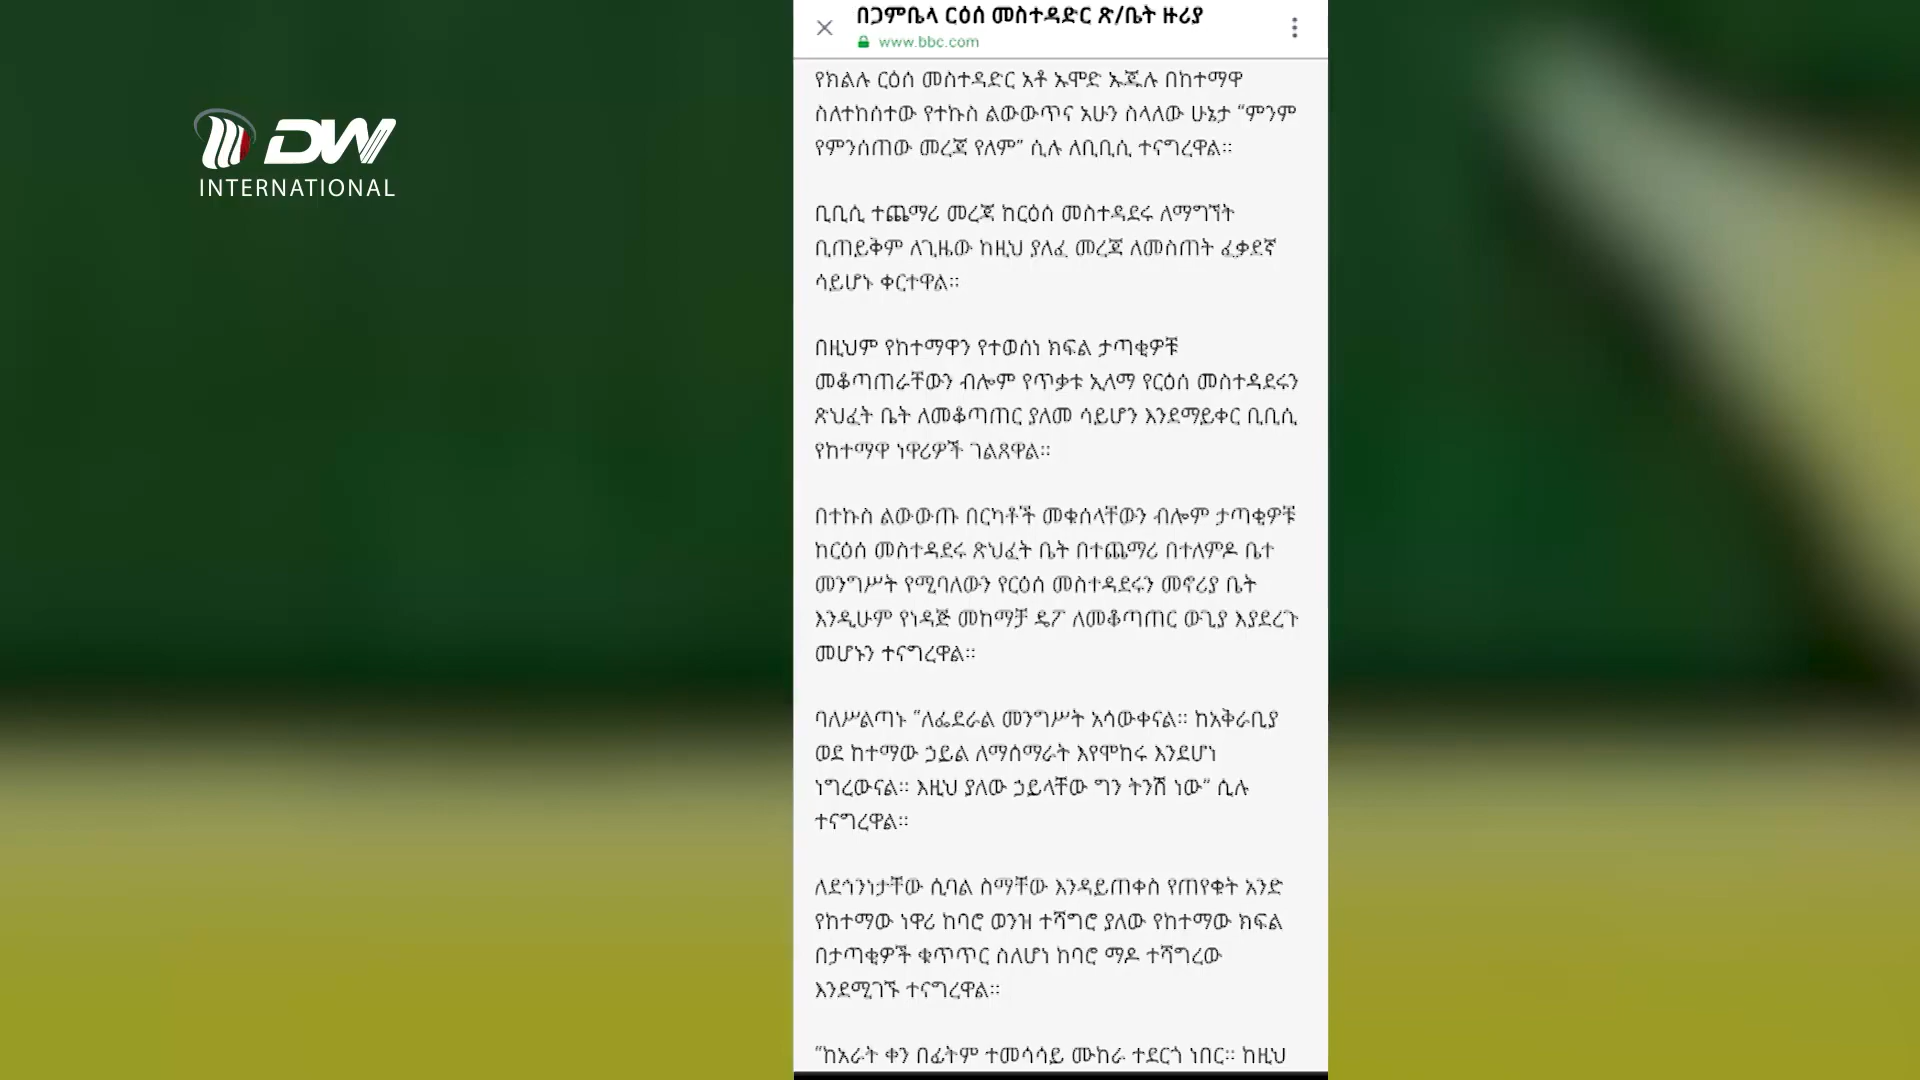 DW
INTERNATIONAL
በጋምቤላ ርዕሰ መስተዳድር ጽ/ቤት ዙሪያ
www.bbc.com
የክልሉ ርዕሰ መስተዳድር አቶ ኡሞድ ኡጁሉ በከተማዋ
ስለተከሰተው የተኩስ ልውውጥና አሁን ስላለው ሁኔታ “ምንም
የምንሰጠው መረጃ የለም” ሲሉ ለቢቢሲ ተናግረዋል።
ቢቢሲ ተጨማሪ መረጃ ከርዕሰ መስተዳደሩ ለማግኘት
ቢጠይቅም ለጊዜው ከዚህ ያለፈ መረጃ ለመስጠት ፈቃደኛ
ሳይሆኑ ቀርተዋል።
በዚህም የከተማዋን የተወሰነ ክፍል ታጣቂዎቹ
መቆጣጠራቸውን ብሎም የጥቃቱ ኢላማ የርዕሰ መስተዳደሩን
ጽህፈት ቤት ለመቆጣጠር ያለመ ሳይሆን እንደማይቀር ቢቢሲ
የከተማዋ ነዋሪዎች ገልጸዋል።
በተኩስ ልውውጡ በርካቶች መቁሰላቸውን ብሎም ታጣቂዎቹ
ከርዕሰ መስተዳደሩ ጽህፈት ቤት በተጨማሪ በተለምዶ ቤተ
መንግሥት የሚባለውን የርዕሰ መስተዳደሩን መኖሪያ ቤት
እንዲሁም የነዳጅ መከማቻ ዴፖ ለመቆጣጠር ውጊያ እያደረጉ
መሆኑን ተናግረዋል።
ባለሥልጣኑ “ለፌደራል መንግሥት አሳውቀናል። ከአቅራቢያ
ወደ ከተማው ኃይል ለማሰማራት እየሞከሩ እንደሆነ
ነግረውናል። እዚህ ያለው ኃይላቸው ግን ትንሽ ነው” ሲሉ
ተናግረዋል።
ለደኅንነታቸው ሲባል ስማቸው እንዳይጠቀስ የጠየቁት አንድ
የከተማው ነዋሪ ከባሮ ወንዝ ተሻግሮ ያለው የከተማው ክፍል
በታጣቂዎች ቁጥጥር ስለሆነ ከባሮ ማዶ ተሻግረው
እንደሚገኙ ተናግረዋል።
“ከአራት ቀን በፊትም ተመሳሳይ ሙከራ ተደርጎ ነበር። ከዚህ